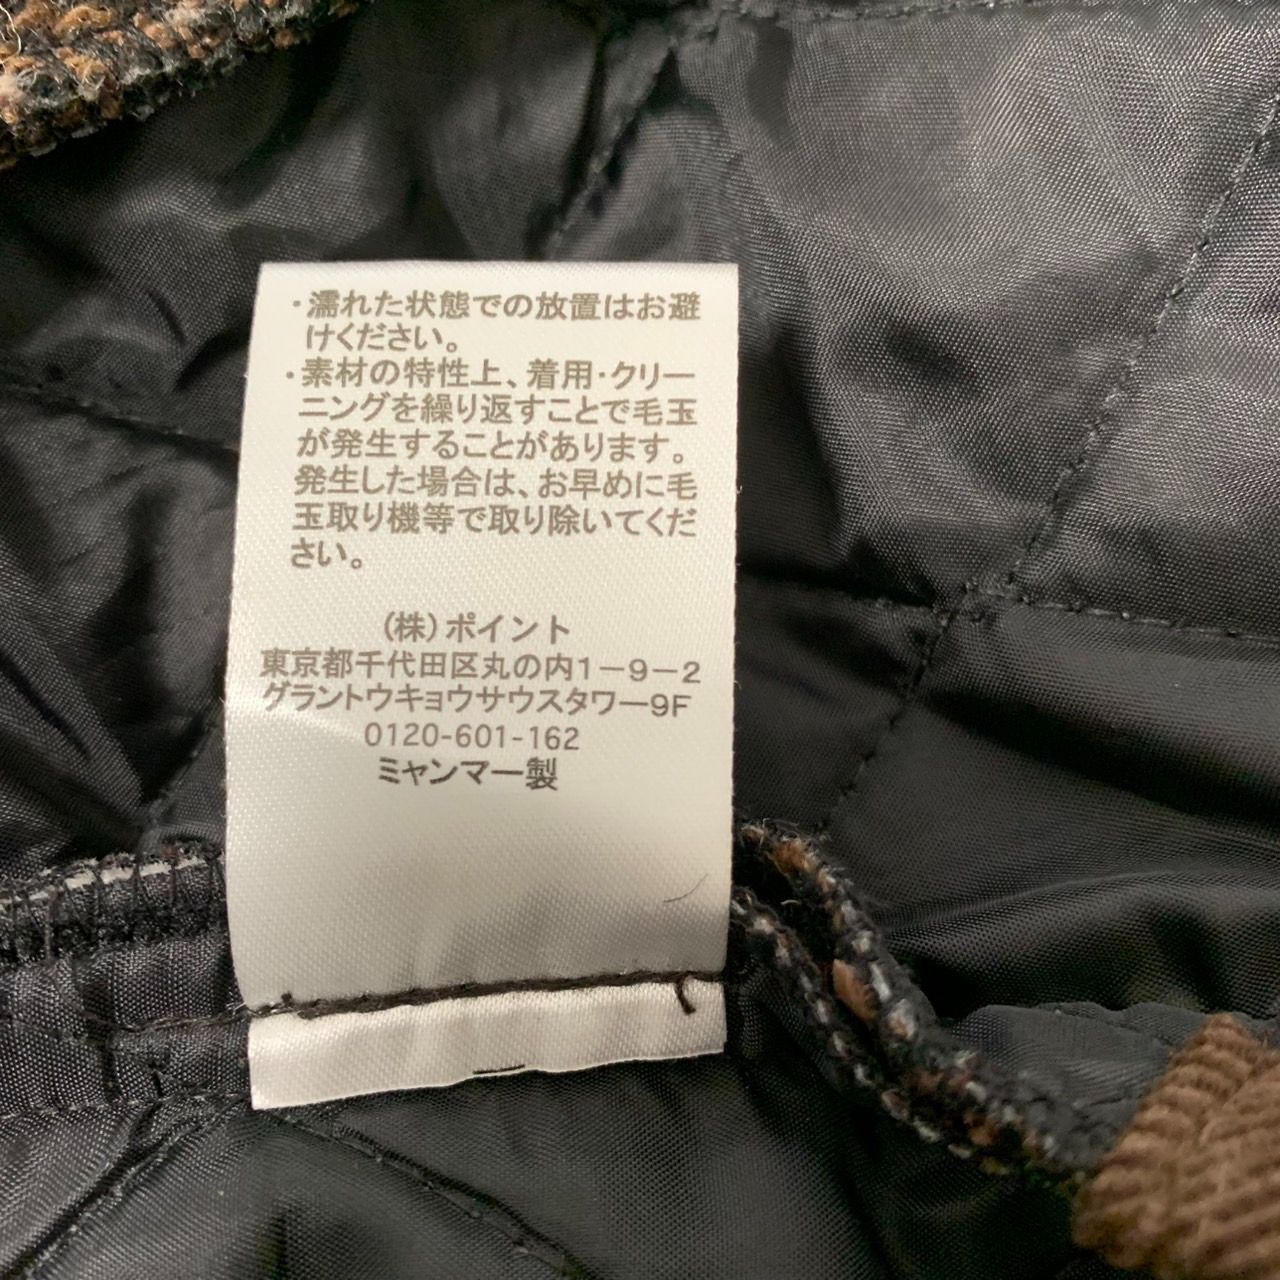 ・濡れた状態での放置はお避
けください。
・素材の特性上、着用・クリー
ニングを繰り返すことで毛玉
が発生することがあります。
発生した場合は、お早めに毛
玉取り機等で取り除いてくだ
さい。
(株)ポイント
東京都千代田区丸の内1－9－2
グラントウキョウサウスタワー9F
0120-601-162
ミャンマー製